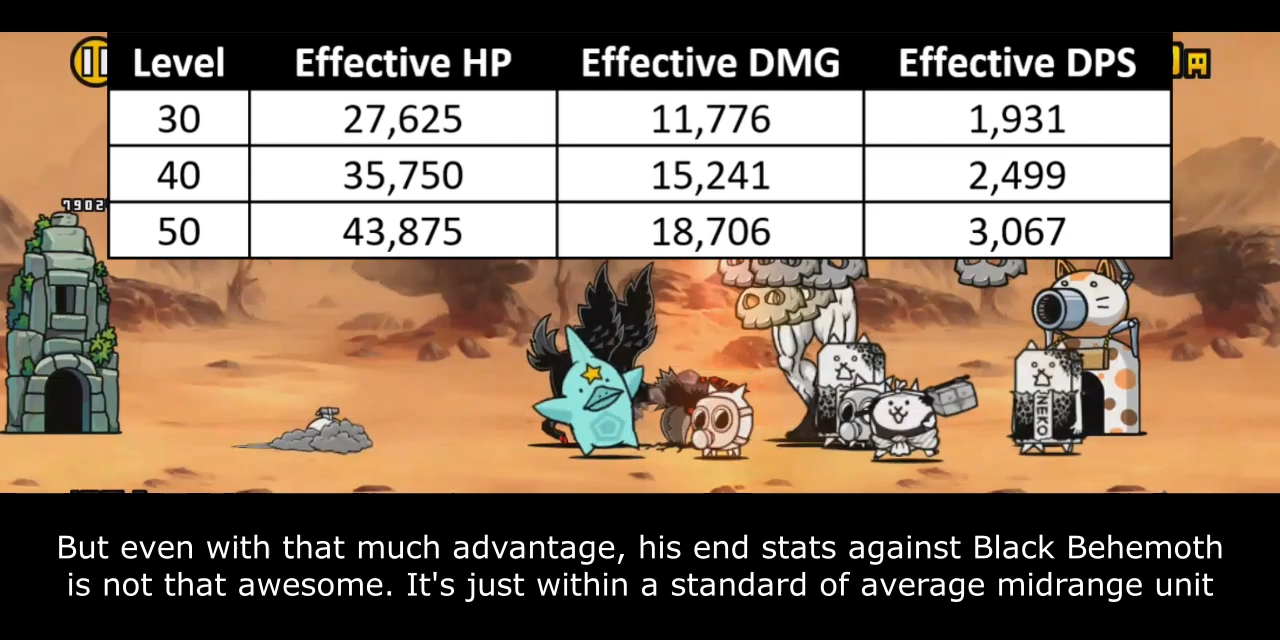 Level Effective HP Effective DMG Effective DPS
30 27,625 11,776 1,931
40 35,750 15,241 2,499
50 43,875 18,706 3,067
7902
NEKO
But even with that much advantage, his end stats against Black Behemoth
is not that awesome. It's just within a standard of average midrange unit